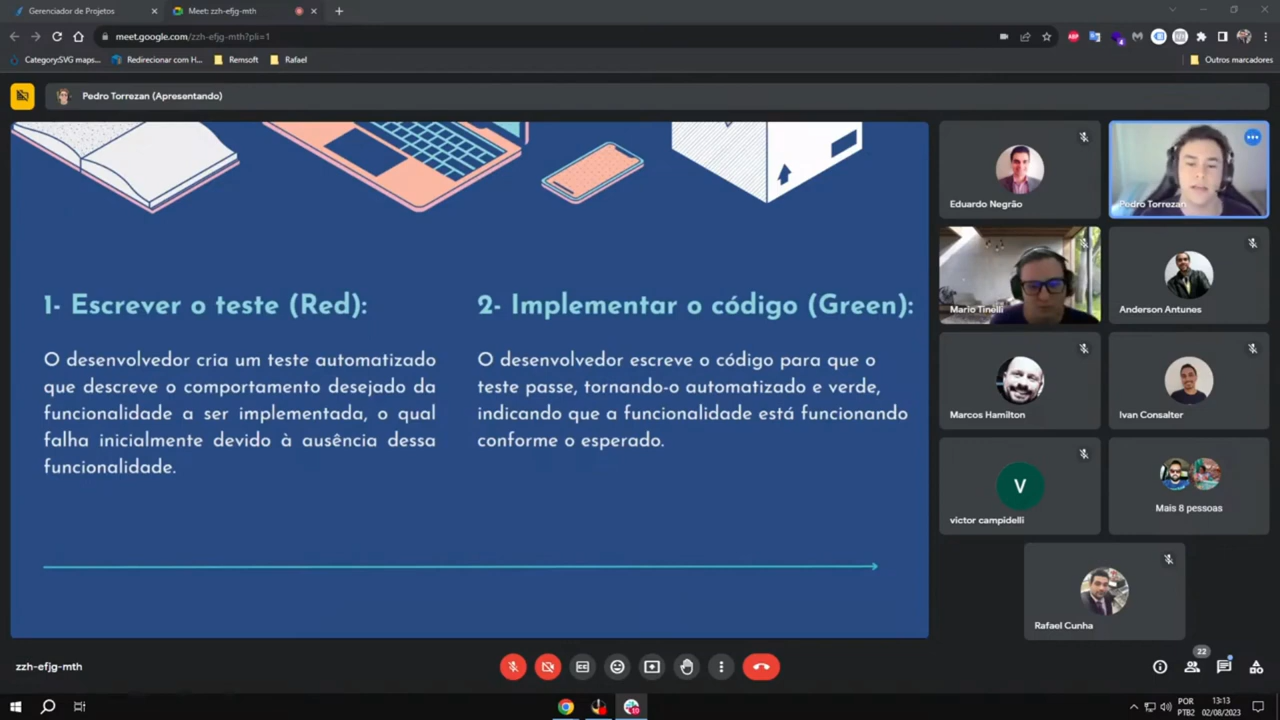 Gerenciador de Projetos
Meet: zzh-efjg-mth
meet.google.com/zzh-efjg-mth?pli=1
Category:SVG maps...
Redirecionar com H...
Remsoft
Rafael
Outros marcadores
Pedro Torrezan (Apresentando)
1- Escrever o teste (Red):
O desenvolvedor cria um teste automatizado
que descreve o comportamento desejado da
funcionalidade a ser implementada, o qual
falha inicialmente devido à ausência dessa
funcionalidade.
2- Implementar o código (Green):
O desenvolvedor escreve o código para que o
teste passe, tornando-o automatizado e verde,
indicando que a funcionalidade está funcionando
conforme o esperado.
Eduardo Negrão
Pedro Torrezan
Mario Tinelli
Anderson Antunes
Marcos Hamilton
Ivan Consalter
V
victor campidelli
Mais 8 pessoas
Rafael Cunha
zzh-efjg-mth
22
POR
PTB2
13:13
02/08/2023